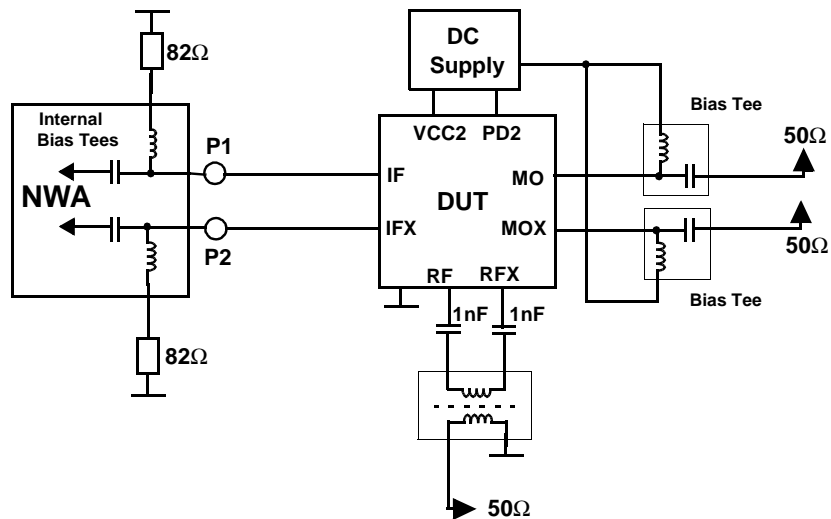 82Ω
DC
Supply
Internal
Bias Tees
P1
VCC2 PD2
Bias Tee
50Ω
IF
MO
NWA
DUT
IFX
MOX
P2
50Ω
RF RFX
Bias Tee
1nF 1nF
82Ω
50Ω